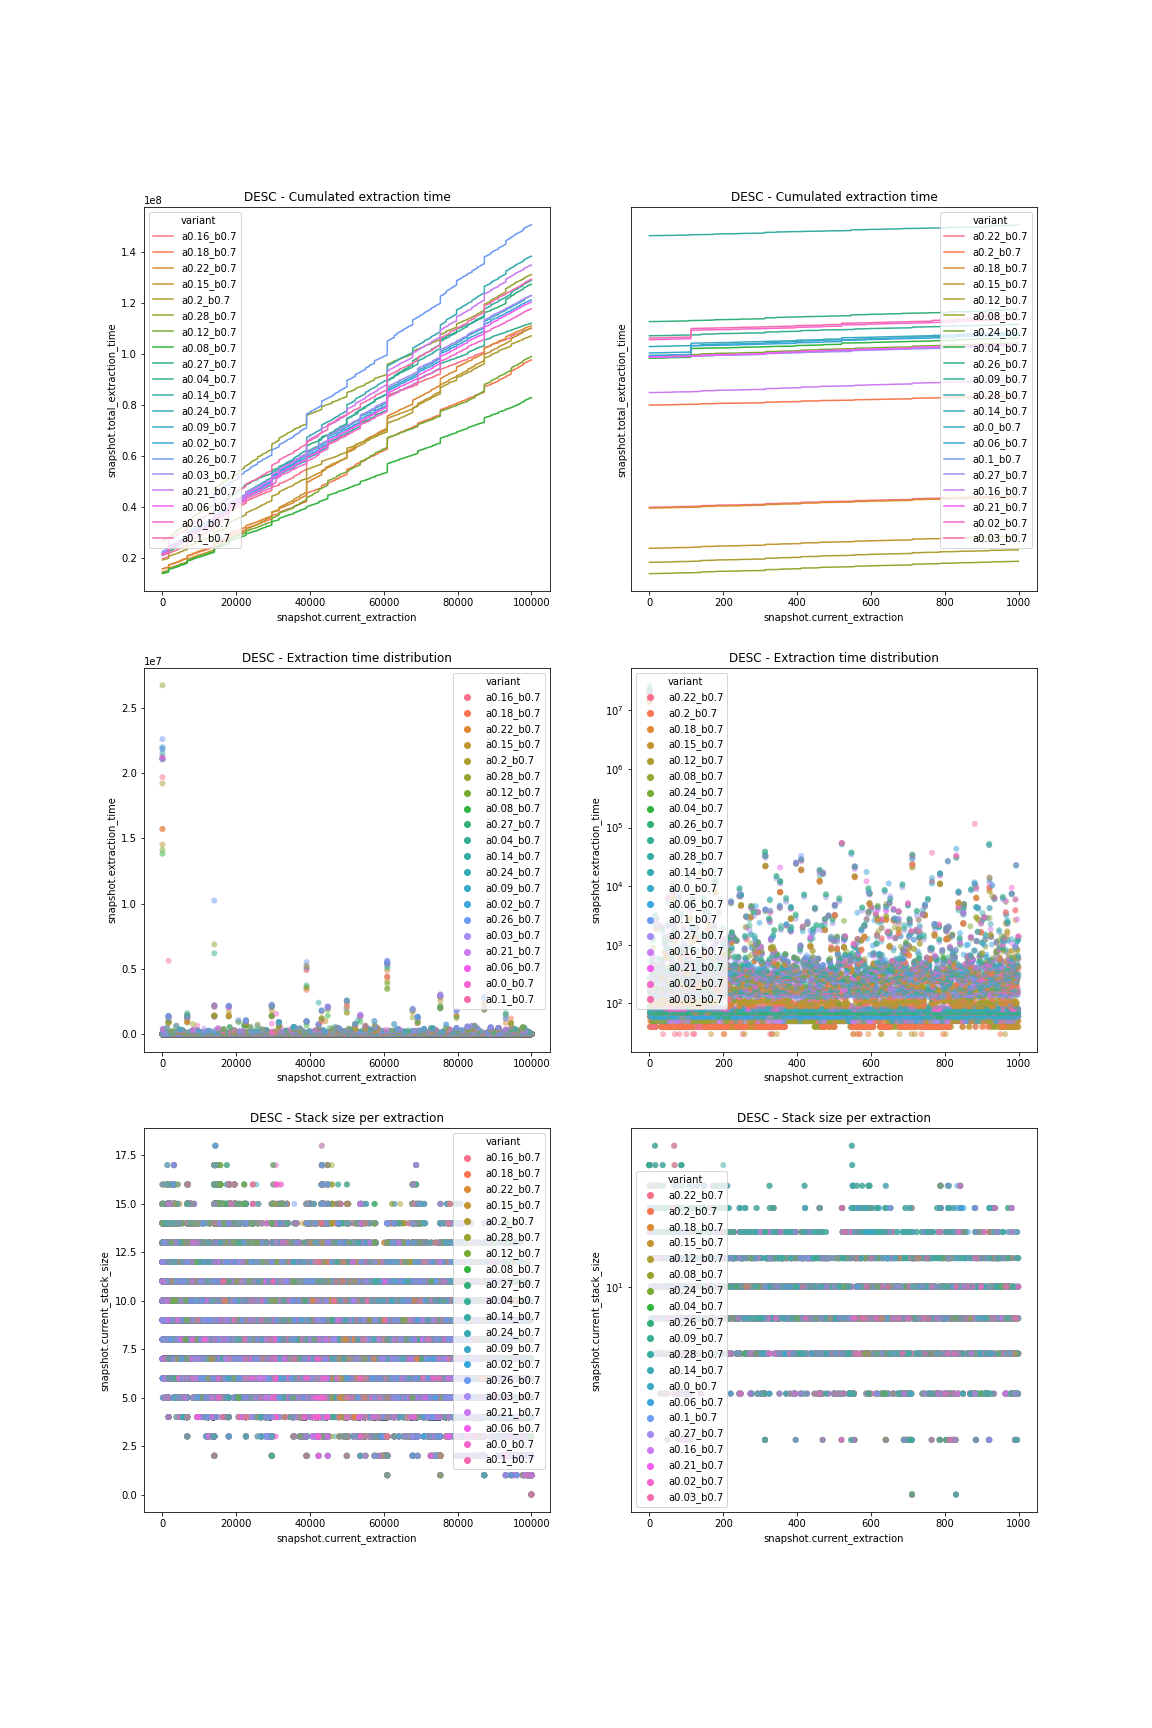 DESC - Cumulated extraction time
1e8
snapshot.total_extraction_time
1.4
1.2
1.0
0.8
0.6
0.4
0.2
variant
a0.16_b0.7
a0.18_b0.7
a0.22_b0.7
a0.15_b0.7
a0.2_b0.7
a0.28_b0.7
a0.12_b0.7
a0.08_b0.7
a0.27_b0.7
a0.04_b0.7
a0.14_b0.7
a0.24_b0.7
a0.09_b0.7
a0.02_b0.7
a0.26_b0.7
a0.03_b0.7
a0.21_b0.7
a0.06_b0.7
a0.0_b0.7
a0.1_b0.7
0 20000 40000 60000 80000 100000
snapshot.current_extraction
DESC - Cumulated extraction time
snapshot.total_extraction_time
variant
a0.22_b0.7
a0.2_b0.7
a0.18_b0.7
a0.15_b0.7
a0.12_b0.7
a0.08_b0.7
a0.24_b0.7
a0.04_b0.7
a0.26_b0.7
a0.09_b0.7
a0.28_b0.7
a0.14_b0.7
a0.0_b0.7
a0.06_b0.7
a0.1_b0.7
a0.27_b0.7
a0.16_b0.7
a0.21_b0.7
a0.02_b0.7
a0.03_b0.7
0 200 400 600 800 1000
snapshot.current_extraction
DESC - Extraction time distribution
1e7
snapshot.extraction_time
2.5
2.0
1.5
1.0
0.5
0.0
variant
a0.16_b0.7
a0.18_b0.7
a0.22_b0.7
a0.15_b0.7
a0.2_b0.7
a0.28_b0.7
a0.12_b0.7
a0.08_b0.7
a0.27_b0.7
a0.04_b0.7
a0.14_b0.7
a0.24_b0.7
a0.09_b0.7
a0.02_b0.7
a0.26_b0.7
a0.03_b0.7
a0.21_b0.7
a0.06_b0.7
a0.0_b0.7
a0.1_b0.7
0 20000 40000 60000 80000 100000
snapshot.current_extraction
DESC - Extraction time distribution
snapshot.extraction_time
10⁷
10⁶
10⁵
10⁴
10³
10²
variant
a0.22_b0.7
a0.2_b0.7
a0.18_b0.7
a0.15_b0.7
a0.12_b0.7
a0.08_b0.7
a0.24_b0.7
a0.04_b0.7
a0.26_b0.7
a0.09_b0.7
a0.28_b0.7
a0.14_b0.7
a0.0_b0.7
a0.06_b0.7
a0.1_b0.7
a0.27_b0.7
a0.16_b0.7
a0.21_b0.7
a0.02_b0.7
a0.03_b0.7
0 200 400 600 800 1000
snapshot.current_extraction
DESC - Stack size per extraction
snapshot.current_stack_size
17.5
15.0
12.5
10.0
7.5
5.0
2.5
0.0
variant
a0.16_b0.7
a0.18_b0.7
a0.22_b0.7
a0.15_b0.7
a0.2_b0.7
a0.28_b0.7
a0.12_b0.7
a0.08_b0.7
a0.27_b0.7
a0.04_b0.7
a0.14_b0.7
a0.24_b0.7
a0.09_b0.7
a0.02_b0.7
a0.26_b0.7
a0.03_b0.7
a0.21_b0.7
a0.06_b0.7
a0.0_b0.7
a0.1_b0.7
0 20000 40000 60000 80000 100000
snapshot.current_extraction
DESC - Stack size per extraction
snapshot.current_stack_size
10¹
variant
a0.22_b0.7
a0.2_b0.7
a0.18_b0.7
a0.15_b0.7
a0.12_b0.7
a0.08_b0.7
a0.24_b0.7
a0.04_b0.7
a0.26_b0.7
a0.09_b0.7
a0.28_b0.7
a0.14_b0.7
a0.0_b0.7
a0.06_b0.7
a0.1_b0.7
a0.27_b0.7
a0.16_b0.7
a0.21_b0.7
a0.02_b0.7
a0.03_b0.7
0 200 400 600 800 1000
snapshot.current_extraction